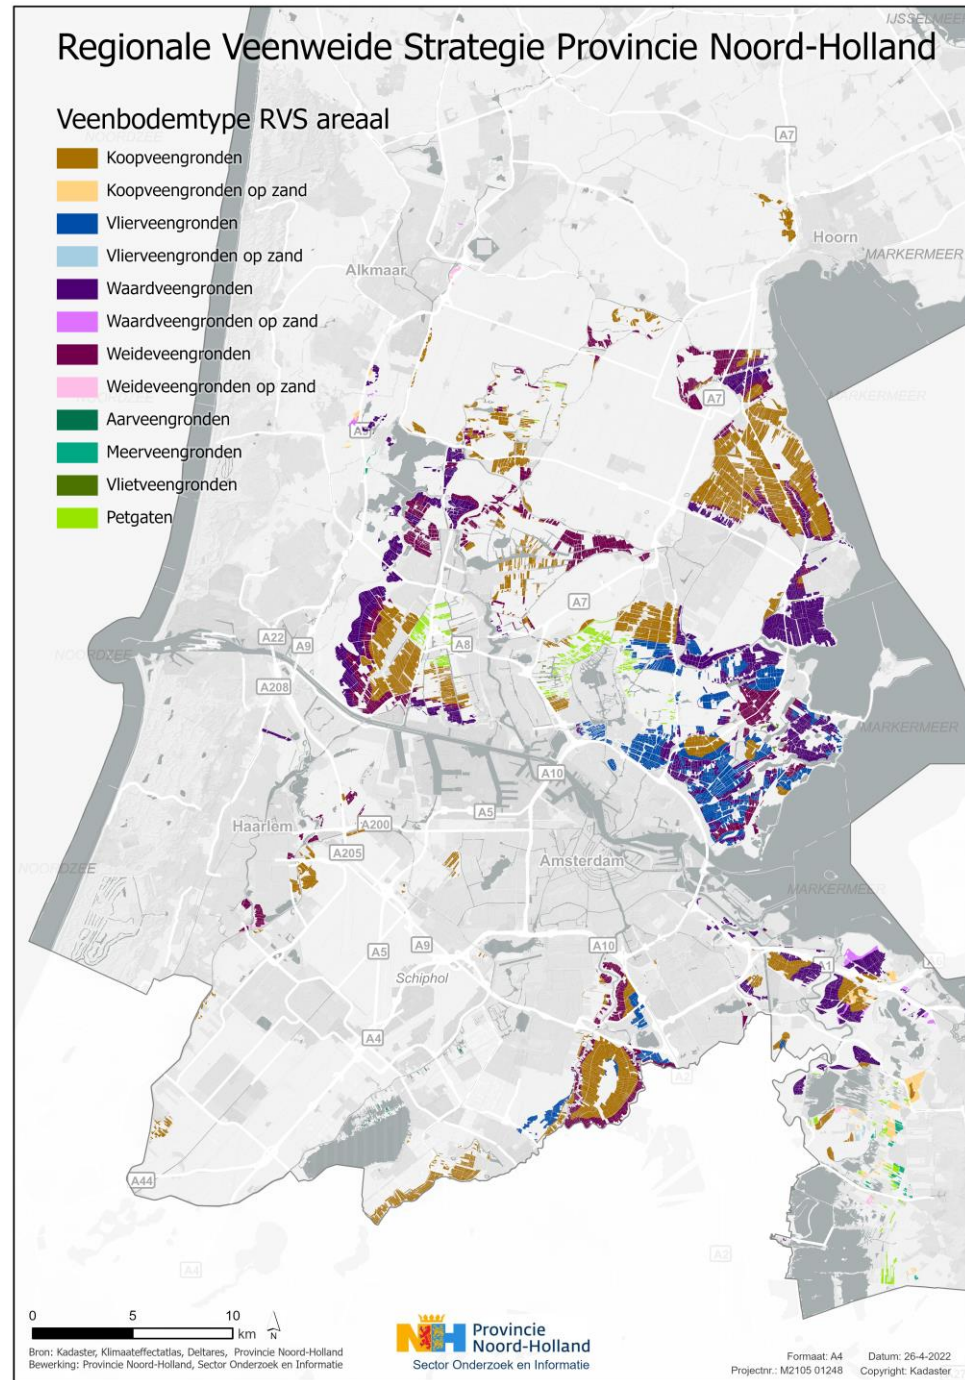 IJSSELMEER
Regionale Veenweide Strategie Provincie Noord-Holland
Veenbodemtype RVS areaal
Koopveengronden
Koopveengronden op zand
Vlierveengronden
Vlierveengronden op zand
Waardveengronden
Waardveengronden op zand
Weideveengronden
Weideveengronden op zand
Aarveengronden
Meerveengronden
Vlietveengronden
Petgaten
A7
Hoorn
MARKERMEER
Alkmaar
A7
MARKERMEER
A9
A7
A22
A9
A8
NOORDZEE
A208
MARKERMEER
A10
A5
Haarlem
A200
A205
Amsterdam
NOORDZEE
MARKERMEER
A5
A9
A10
A1
Schiphol
A4
A2
A44
A4
A2
0 5 10
km
N
Bron: Kadaster, Klimaateffectatlas, Deltares, Provincie Noord-Holland
Bewerking: Provincie Noord-Holland, Sector Onderzoek en Informatie
NH
Provincie
Noord-Holland
Sector Onderzoek en Informatie
Formaat: A4 Datum: 26-4-2022
Projectnr.: M2105 01248 Copyright: Kadaster